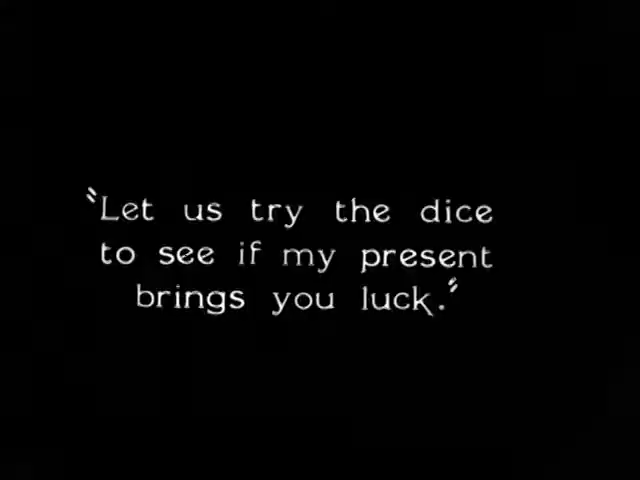 "Let us try the dice
to see if my present
brings you luck."